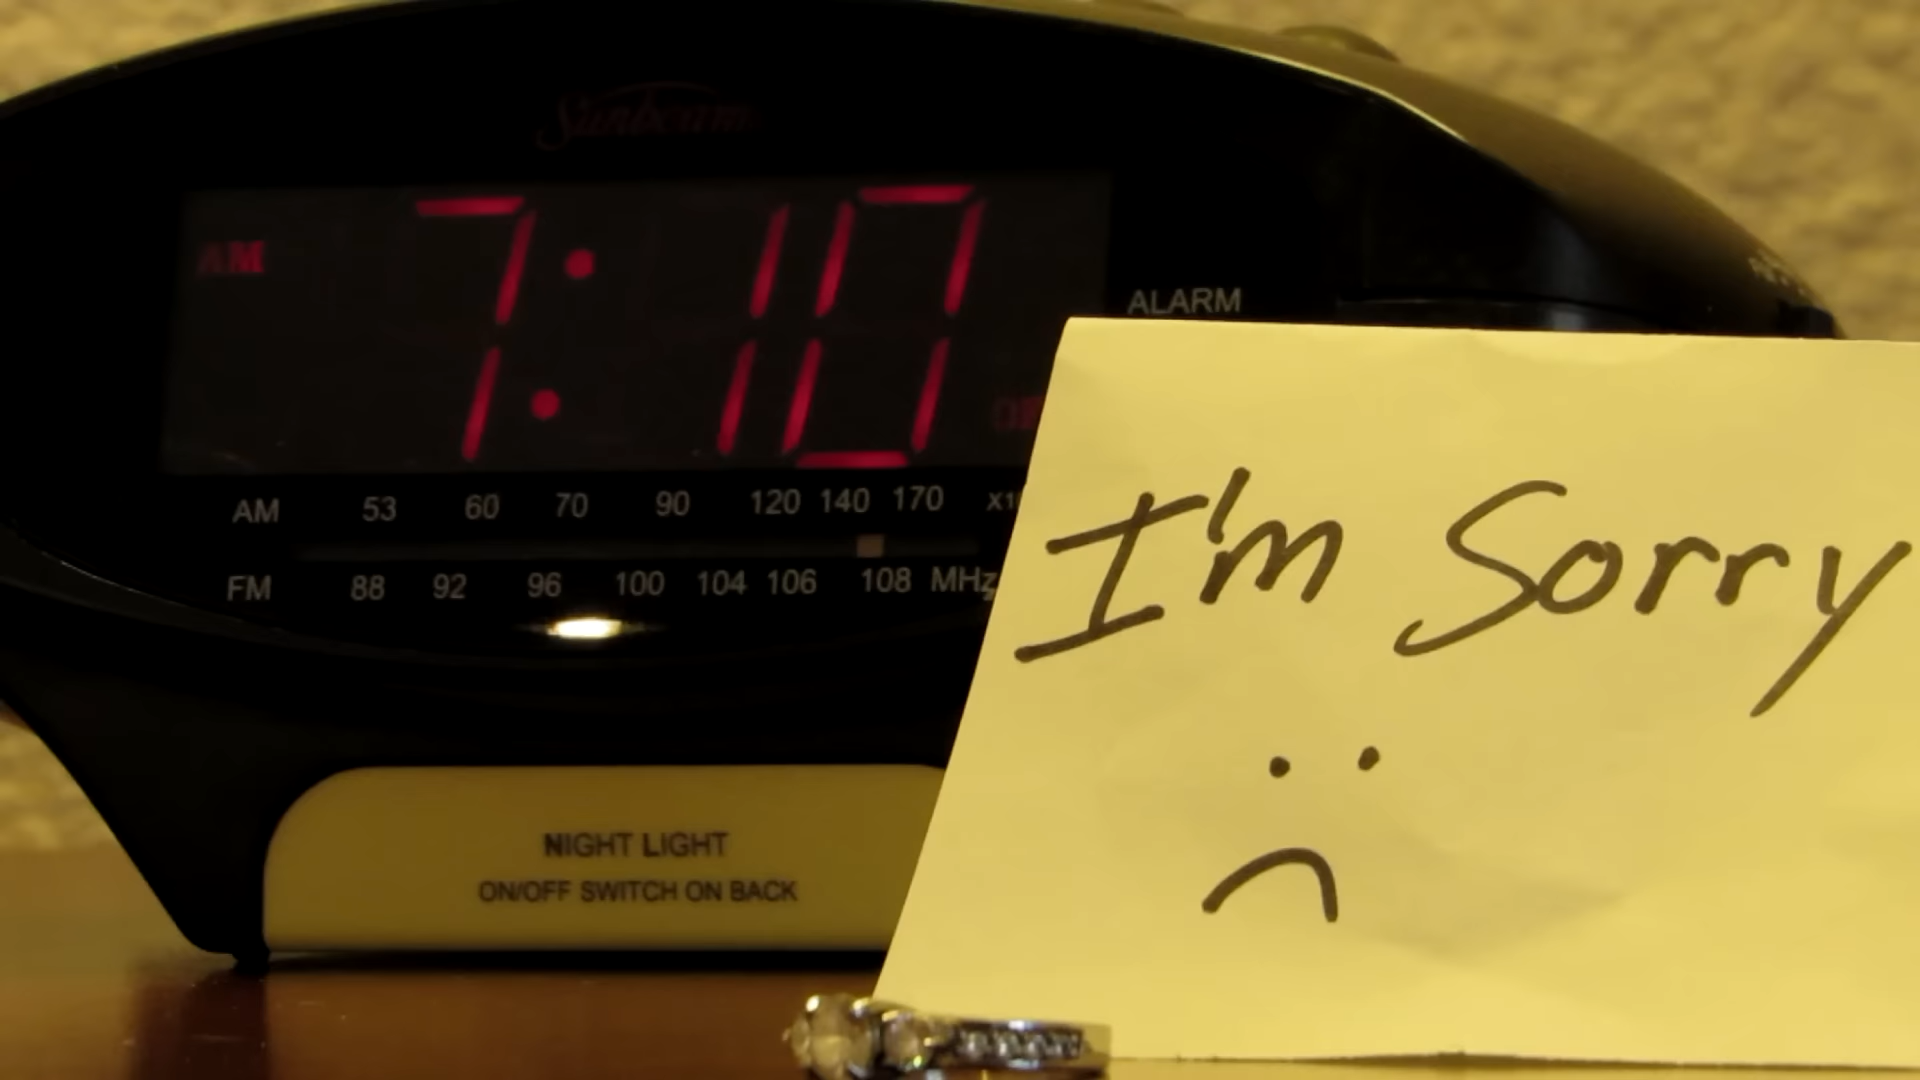 Sunbeam
AM
7:10
ALARM
AM 53 60 70 90 120 140 170
FM 88 92 96 100 104 106 108 MHz
I'm Sorry
NIGHT LIGHT
ON/OFF SWITCH ON BACK